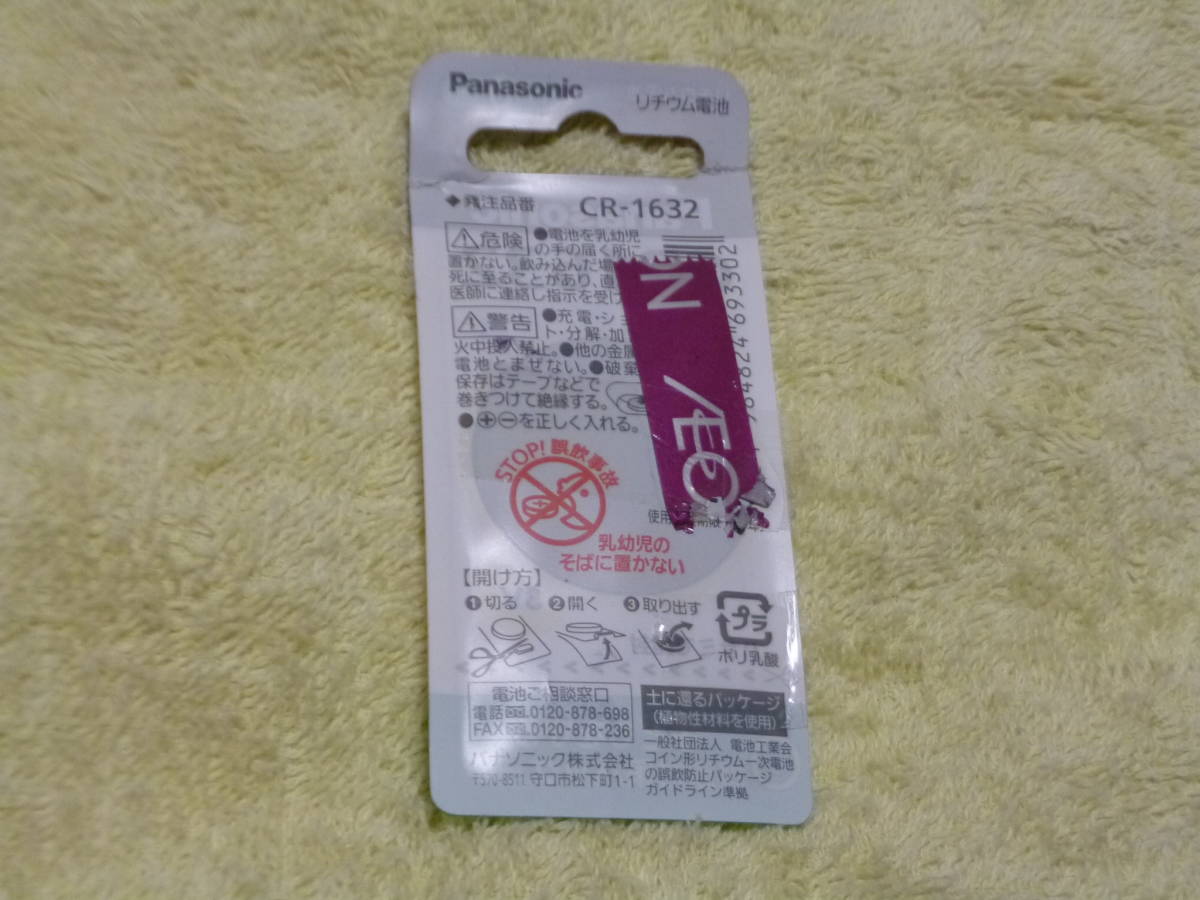 Panasonic
リチウム電池
◆発注品番 CR-1632
⚠危険 ●電池を乳幼児
の手の届く所に
置かない。飲み込んだ場
死に至ることがあり、直
医師に連絡し指示を受け
⚠警告 ●充電・ショ
ト・分解・加
火中投入禁止。●他の金属
電池とまぜない。●破棄
保存はテープなどで
巻きつけて絶縁する。
●⊕⊖を正しく入れる。
984824 693302
ON
ÆO
STOP!誤飲事故
使用
乳幼児の
そばに置かない
【開け方】
❶切る ❷開く ❸取り出す
プラ
ポリ乳酸
電池ご相談窓口
電話 0120-878-698
FAX 0120-878-236
パナソニック株式会社
〒570-8511 守口市松下町1-1
土に還るパッケージ
(植物性材料を使用)
一般社団法人 電池工業会
コイン形リチウム一次電池
の誤飲防止パッケージ
ガイドライン準拠